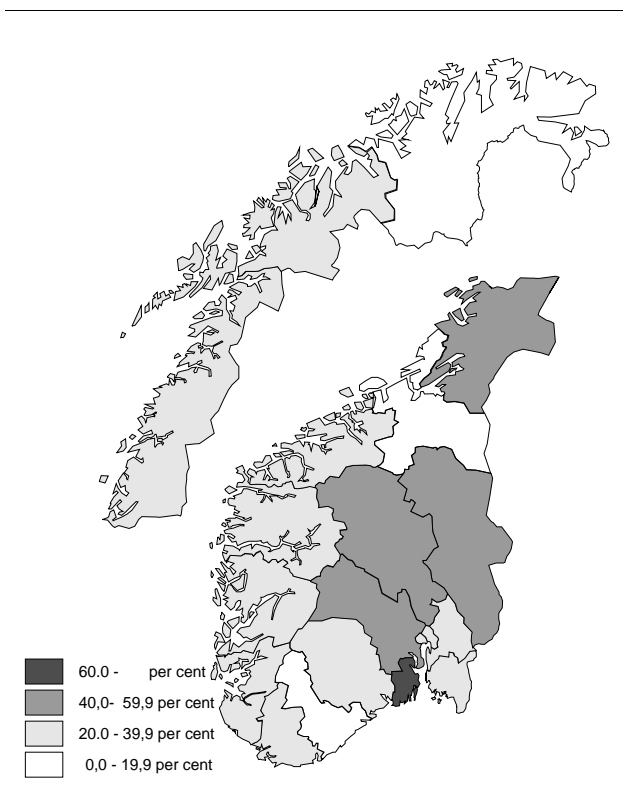 60.0 - per cent
40,0- 59,9 per cent
20.0 - 39,9 per cent
0,0 - 19,9 per cent